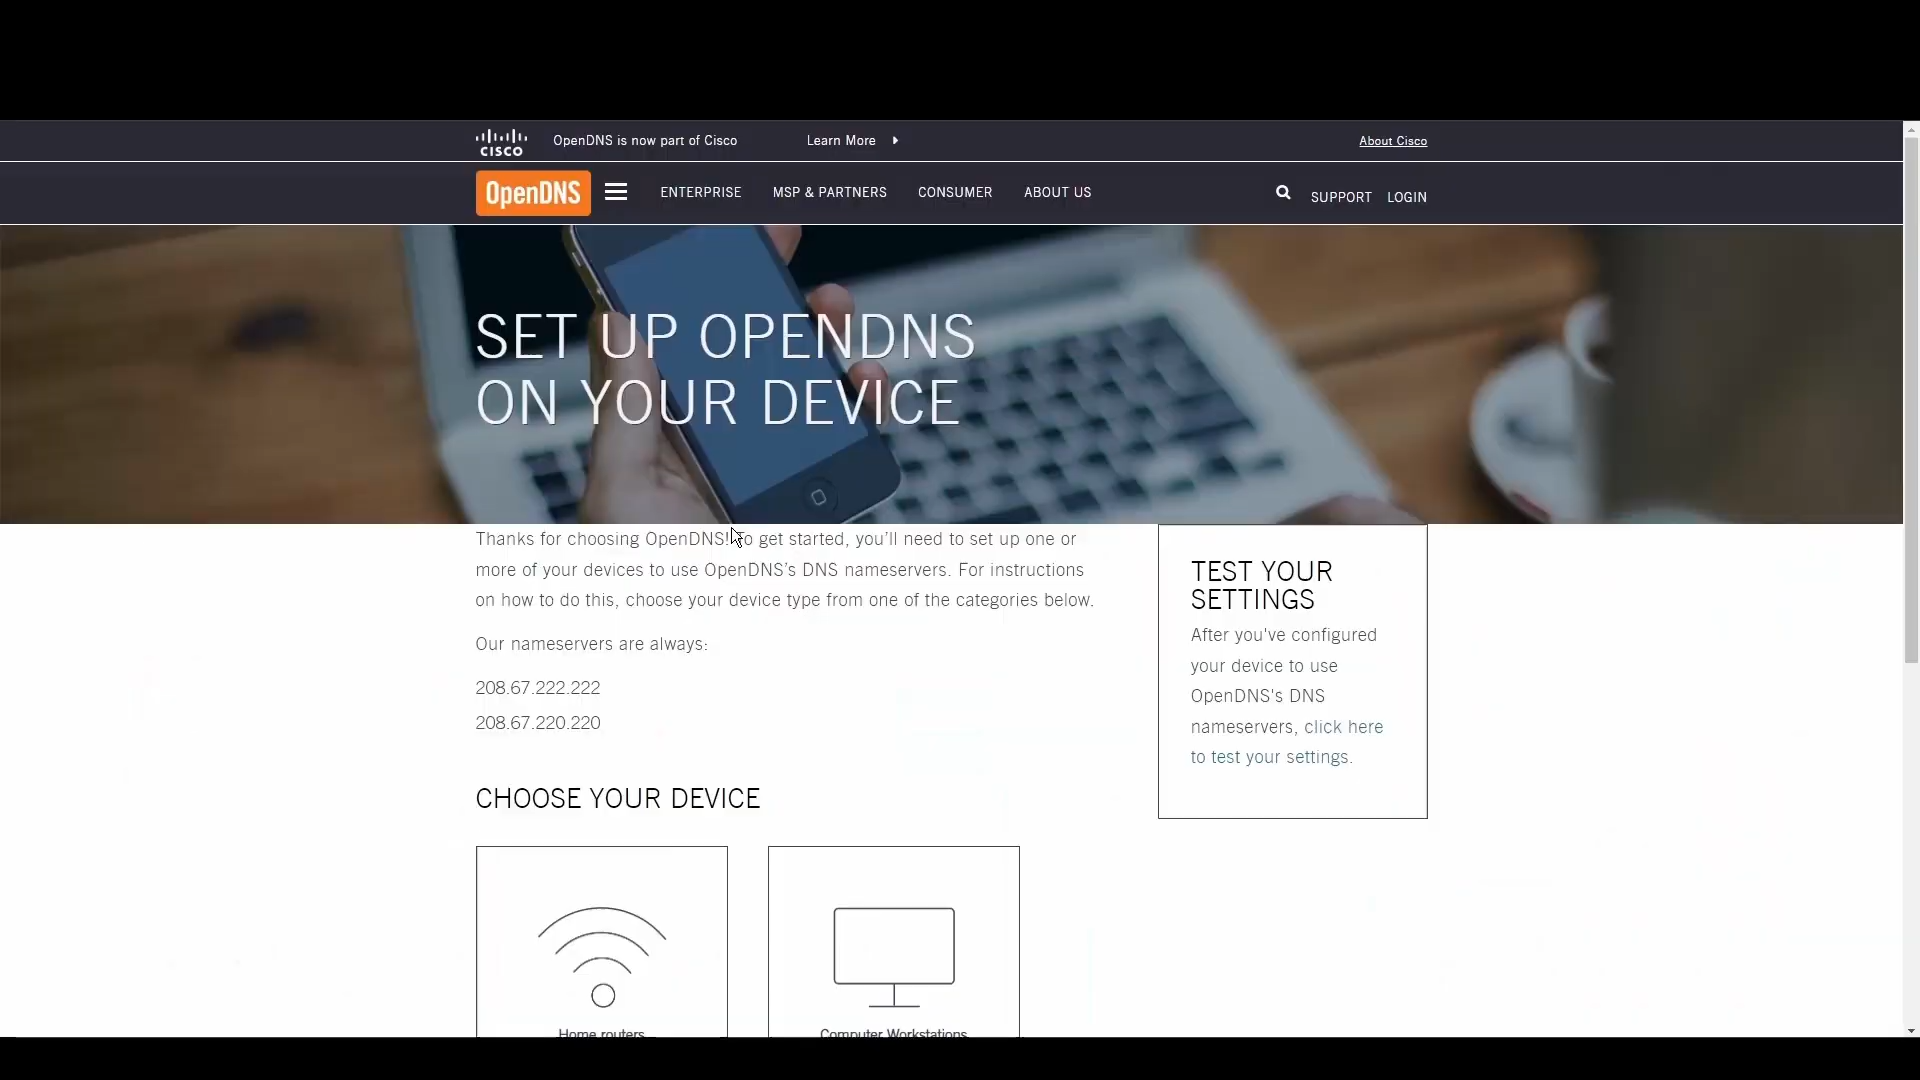 CISCO
OpenDNS is now part of Cisco
Learn More
About Cisco
OpenDNS
ENTERPRISE
MSP & PARTNERS
CONSUMER
ABOUT US
SUPPORT
LOGIN
SET UP OPENDNS
ON YOUR DEVICE
Thanks for choosing OpenDNS! To get started, you’ll need to set up one or
more of your devices to use OpenDNS’s DNS nameservers. For instructions
on how to do this, choose your device type from one of the categories below.
Our nameservers are always:
208.67.222.222
208.67.220.220
TEST YOUR
SETTINGS
After you've configured
your device to use
OpenDNS's DNS
nameservers, click here
to test your settings.
CHOOSE YOUR DEVICE
Home routers
Computer Workstations